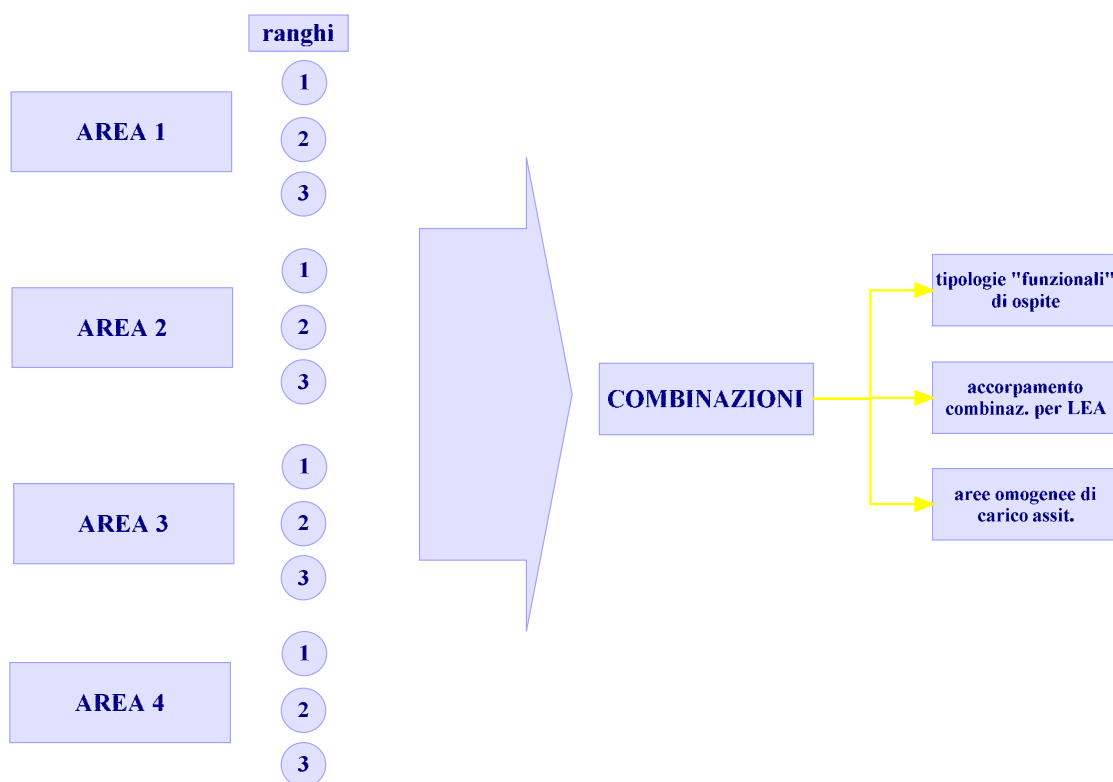 ranghi
AREA 1
1
2
3
AREA 2
1
2
3
AREA 3
1
2
3
AREA 4
1
2
3
COMBINAZIONI
tipologie "funzionali"
di ospite
accorpamento
combinaz. per LEA
aree omogenee di
carico assit.